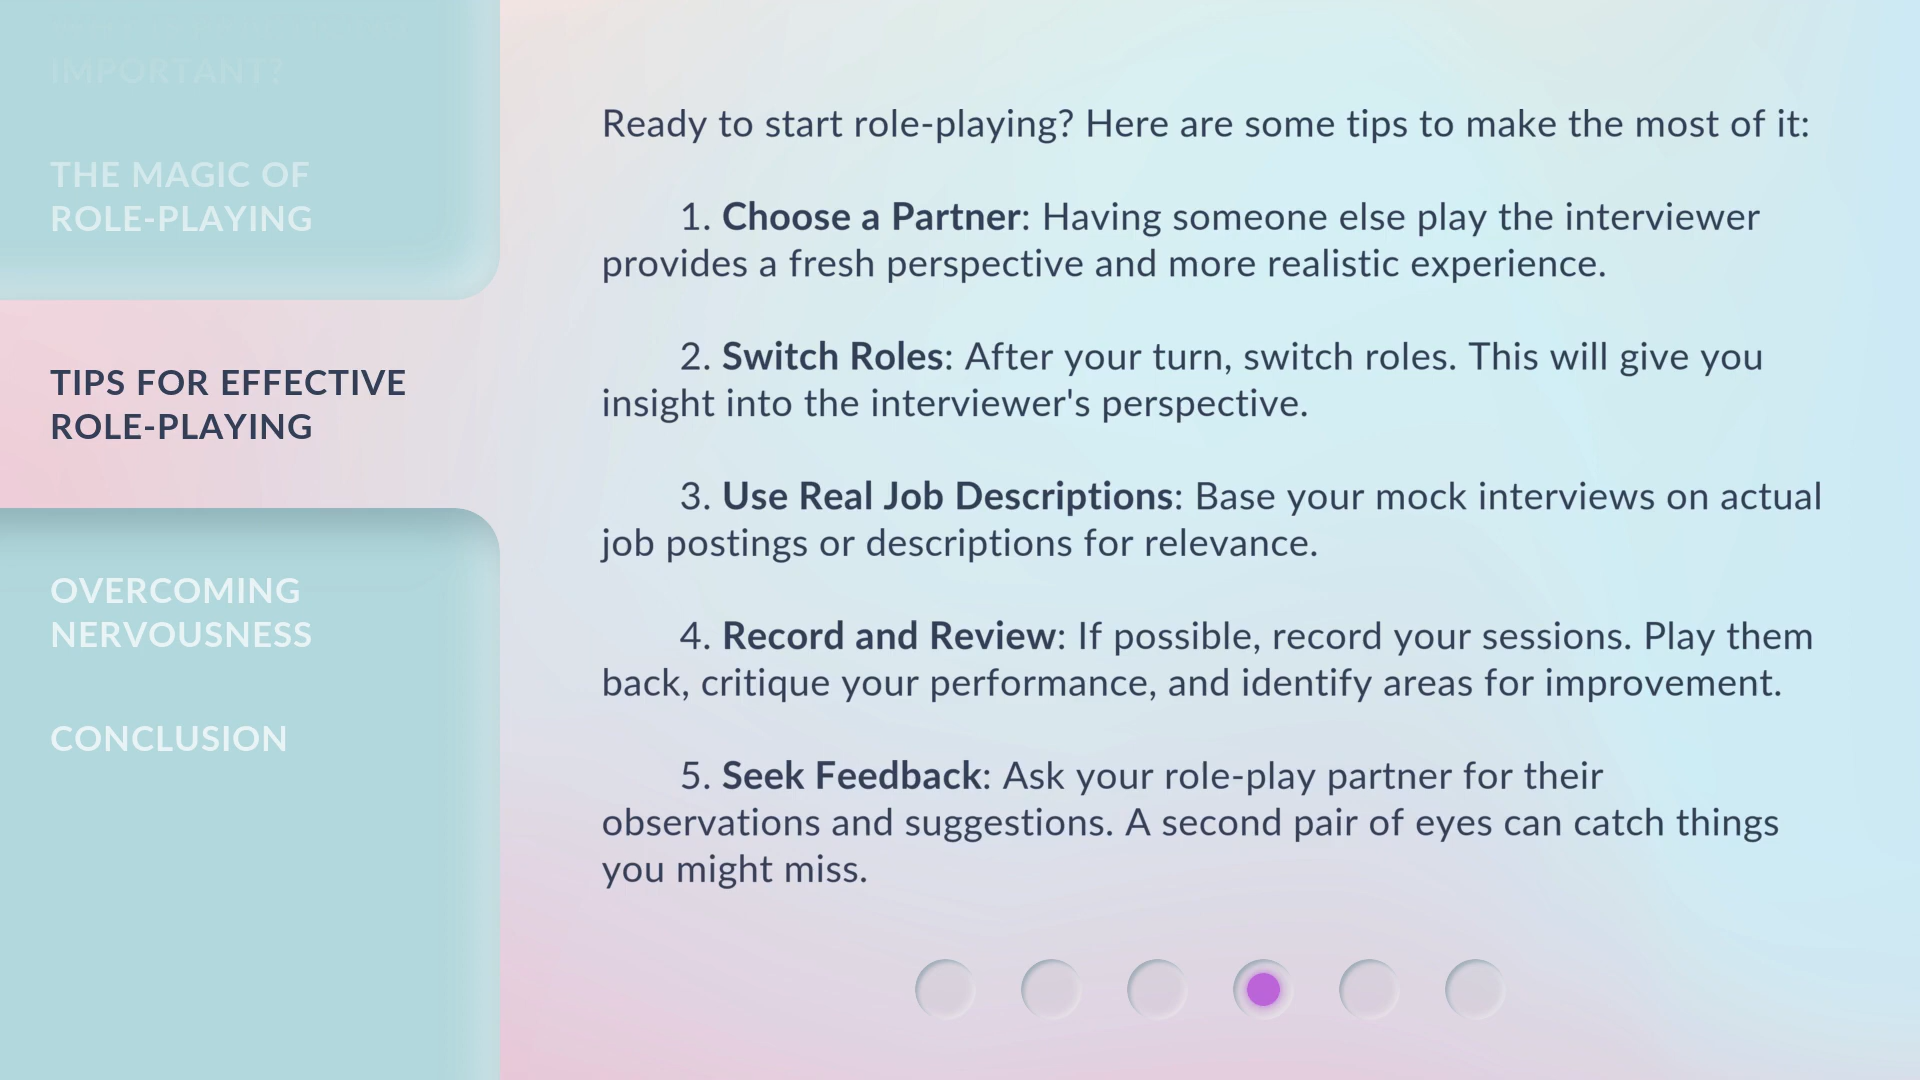 IMPORTANT?
THE MAGIC OF
ROLE-PLAYING
TIPS FOR EFFECTIVE
ROLE-PLAYING
OVERCOMING
NERVOUSNESS
CONCLUSION
Ready to start role-playing? Here are some tips to make the most of it:
1. Choose a Partner: Having someone else play the interviewer
provides a fresh perspective and more realistic experience.
2. Switch Roles: After your turn, switch roles. This will give you
insight into the interviewer's perspective.
3. Use Real Job Descriptions: Base your mock interviews on actual
job postings or descriptions for relevance.
4. Record and Review: If possible, record your sessions. Play them
back, critique your performance, and identify areas for improvement.
5. Seek Feedback: Ask your role-play partner for their
observations and suggestions. A second pair of eyes can catch things
you might miss.